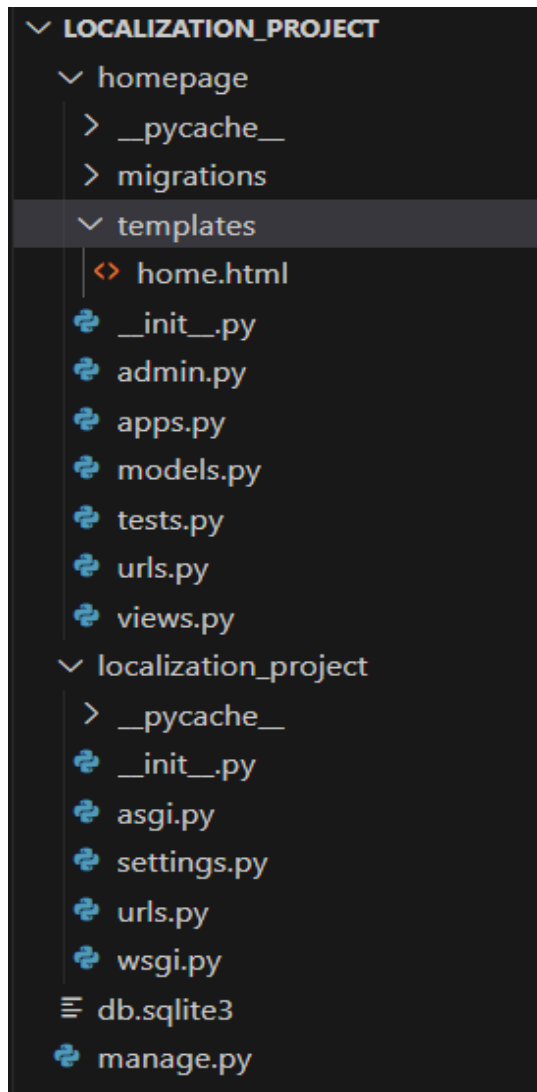 LOCALIZATION_PROJECT
homepage
__pycache__
migrations
templates
home.html
__init__.py
admin.py
apps.py
models.py
tests.py
urls.py
views.py
localization_project
__pycache__
__init__.py
asgi.py
settings.py
urls.py
wsgi.py
db.sqlite3
manage.py